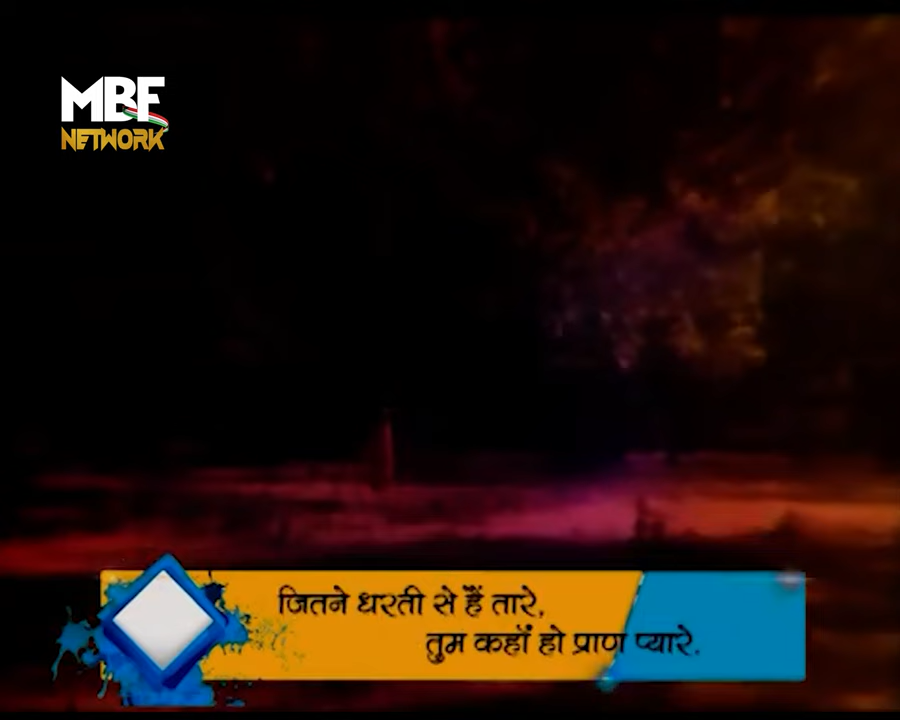 MBF
NETWORK
जितने धरती से हैं तारे,
तुम कहाँ हो प्राण प्यारे.